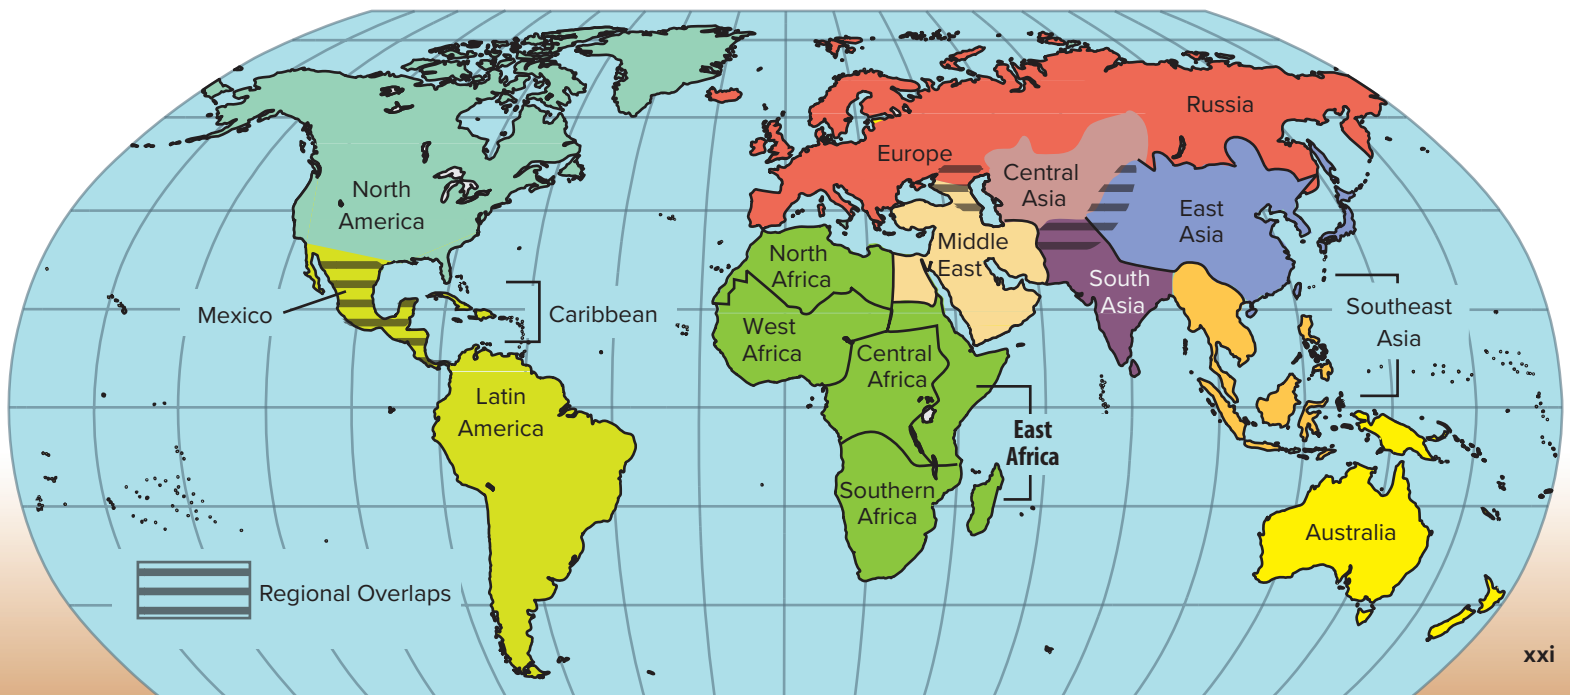 Russia
Europe
Central
Asia
North
America
East
Asia
Middle
East
North
Africa
South
Asia
Mexico
Caribbean
Southeast
Asia
West
Africa
Central
Africa
Latin
America
East
Africa
Southern
Africa
Australia
Regional Overlaps
xxi